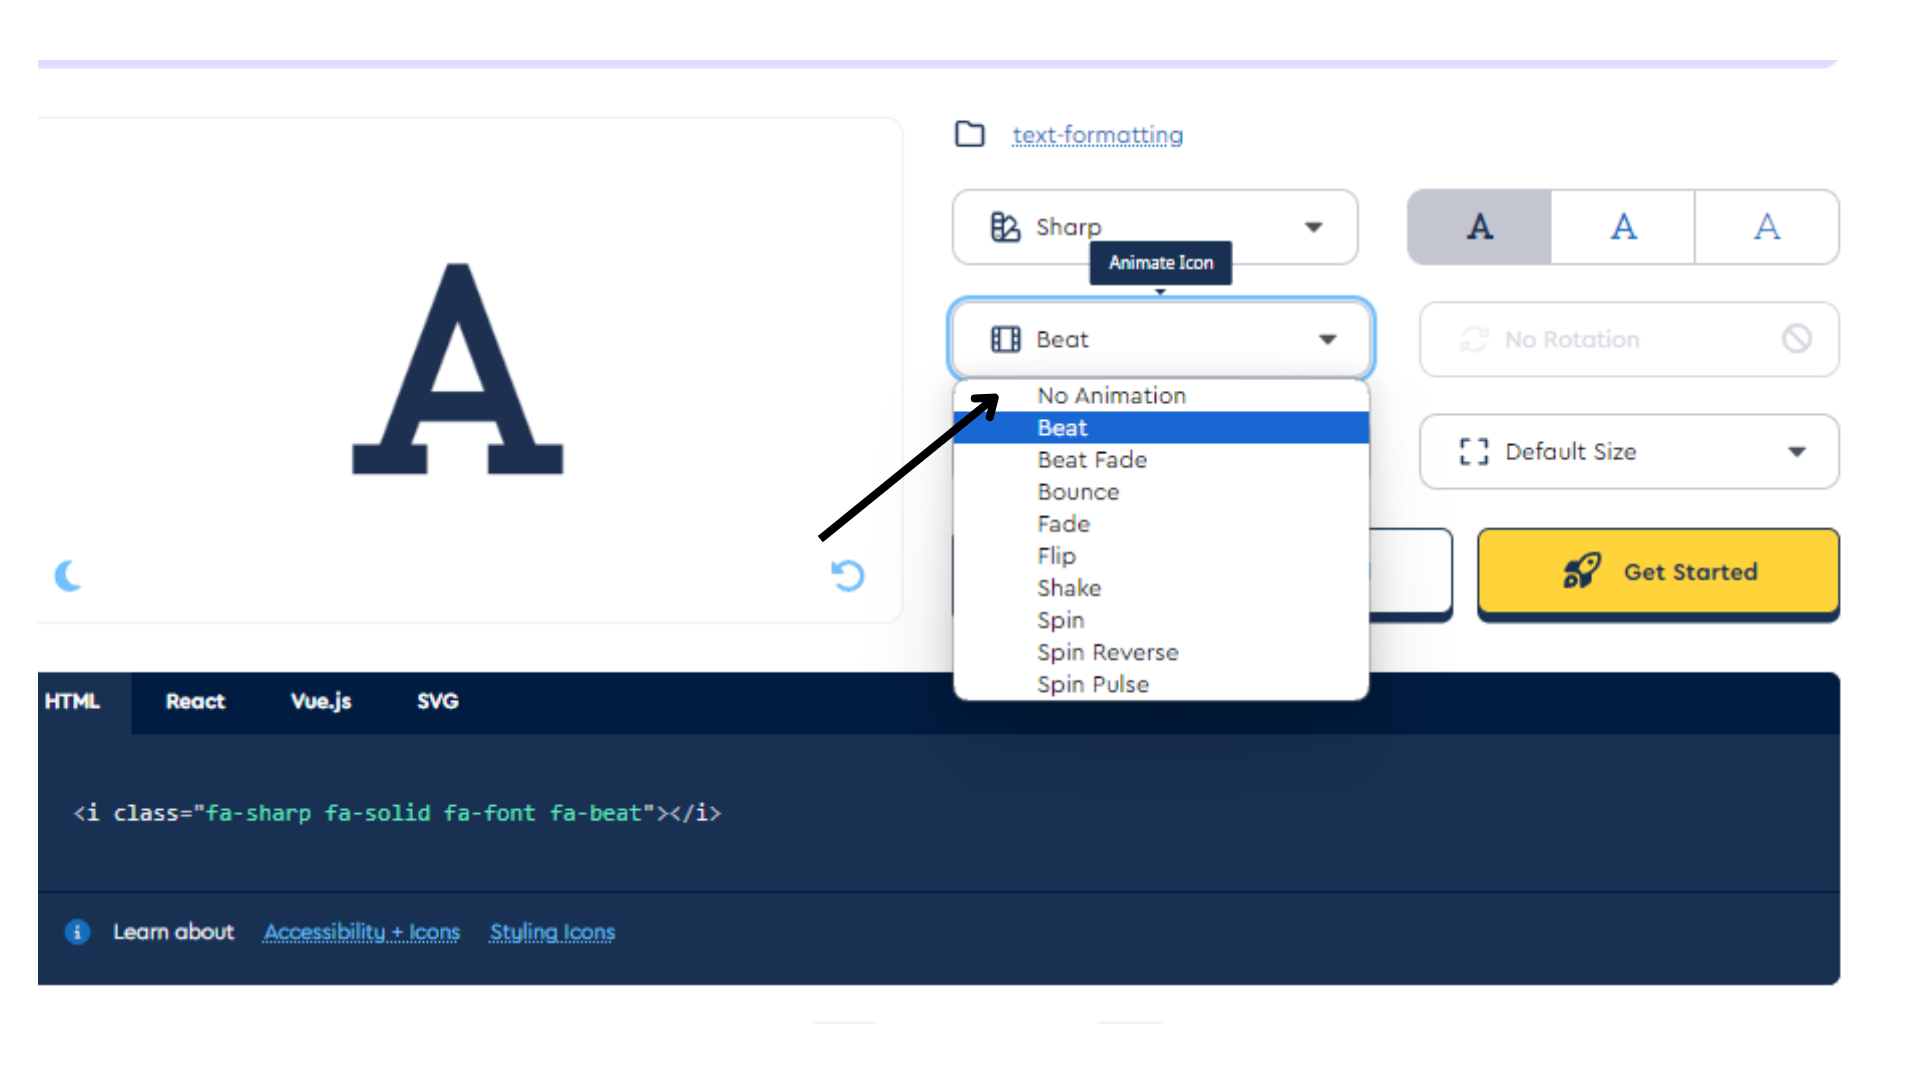 text-formatting
Sharp
A A A
Animate Icon
Beat
No Rotation
No Animation
Beat
Beat Fade
Bounce
Fade
Flip
Shake
Spin
Spin Reverse
Spin Pulse
Default Size
Get Started
A
HTML React Vue.js SVG
<i class="fa-sharp fa-solid fa-font fa-beat"></i>
Learn about Accessibility + Icons Styling Icons